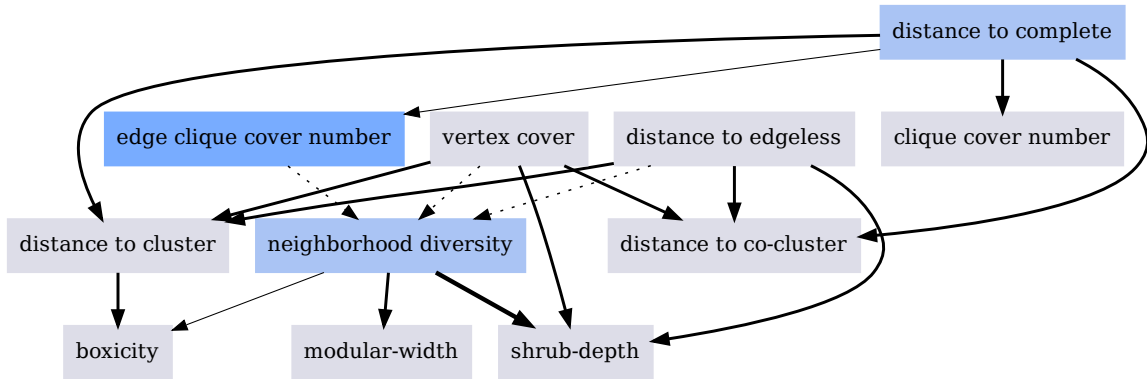 distance to complete
edge clique cover number
vertex cover
distance to edgeless
clique cover number
distance to cluster
neighborhood diversity
distance to co-cluster
boxicity
modular-width
shrub-depth